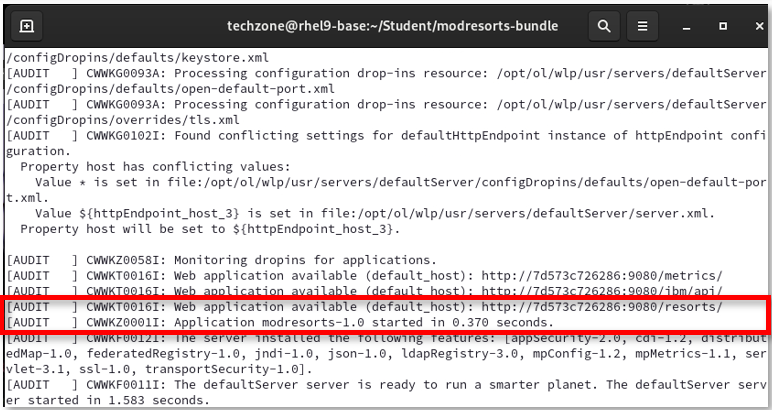 techzone@rhel9-base:~/Student/modresorts-bundle
/configDropins/defaults/keystore.xml
[AUDIT   ] CWWKG0093A: Processing configuration drop-ins resource: /opt/ol/wlp/usr/servers/defaultServer
/configDropins/defaults/open-default-port.xml
[AUDIT   ] CWWKG0093A: Processing configuration drop-ins resource: /opt/ol/wlp/usr/servers/defaultServer
/configDropins/overrides/tls.xml
[AUDIT   ] CWWKG0102I: Found conflicting settings for defaultHttpEndpoint instance of httpEndpoint confi
guration.
  Property host has conflicting values:
    Value * is set in file:/opt/ol/wlp/usr/servers/defaultServer/configDropins/defaults/open-default-por
t.xml.
    Value ${httpEndpoint_host_3} is set in file:/opt/ol/wlp/usr/servers/defaultServer/server.xml.
  Property host will be set to ${httpEndpoint_host_3}.
[AUDIT   ] CWWKZ0058I: Monitoring dropins for applications.
[AUDIT   ] CWWKT0016I: Web application available (default_host): http://7d573c726286:9080/metrics/
[AUDIT   ] CWWKT0016I: Web application available (default_host): http://7d573c726286:9080/ibm/api/
[AUDIT   ] CWWKT0016I: Web application available (default_host): http://7d573c726286:9080/resorts/
[AUDIT   ] CWWKZ0001I: Application modresorts-1.0 started in 0.370 seconds.
[AUDIT   ] CWWKF0012I: The server installed the following features: [appSecurity-2.0, cdi-1.2, distribut
edMap-1.0, federatedRegistry-1.0, jndi-1.0, json-1.0, ldapRegistry-3.0, mpConfig-1.2, mpMetrics-1.1, ser
vlet-3.1, ssl-1.0, transportSecurity-1.0].
[AUDIT   ] CWWKF0011I: The defaultServer server is ready to run a smarter planet. The defaultServer serv
er started in 1.583 seconds.